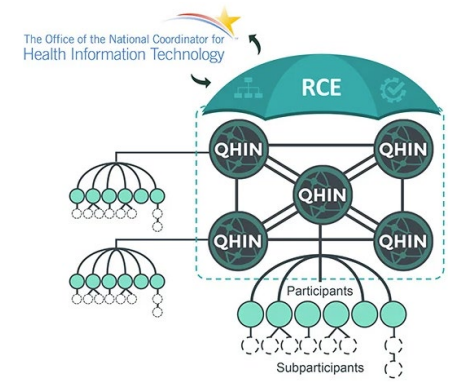 The Office of the National Coordinator for
Health Information Technology
RCE
QHIN
QHIN
QHIN
QHIN
QHIN
Participants
Subparticipants